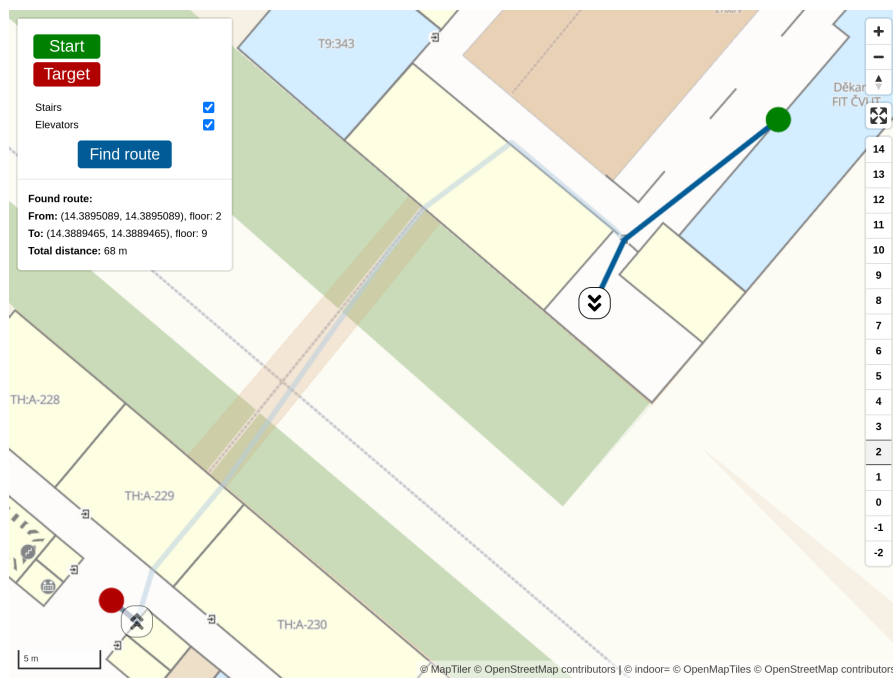 Start
Target
Stairs
Elevators
Find route
Found route:
From: (14.3895089, 14.3895089), floor: 2
To: (14.3889465, 14.3889465), floor: 9
Total distance: 68 m
T9:343
FIT ČVUT
TH:A-228
TH:A-229
TH:A-230
14
13
12
11
10
9
8
7
6
5
4
3
2
1
0
-1
-2
5 m
© MapTiler © OpenStreetMap contributors | © indoor= © OpenMapTiles © OpenStreetMap contributors